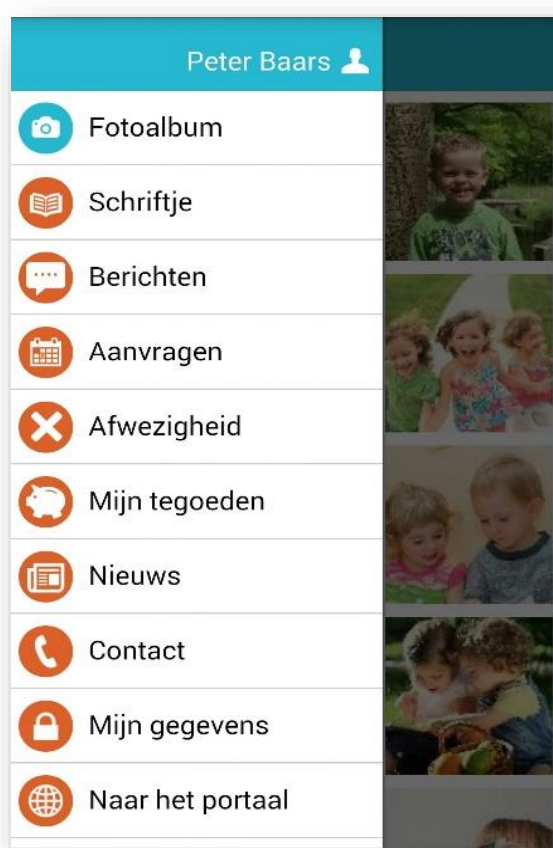 Peter Baars
Fotoalbum
Schriftje
Berichten
Aanvragen
Afwezigheid
Mijn tegoeden
Nieuws
Contact
Mijn gegevens
Naar het portaal